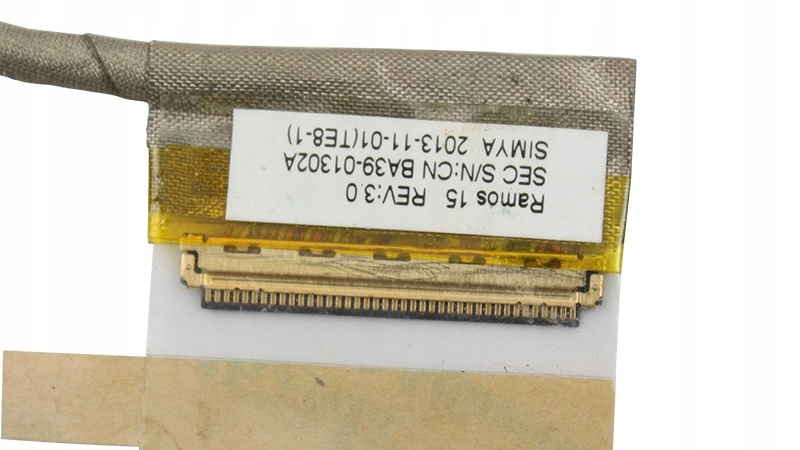 Ramos 15 REV:3.0
SEC S/N:CN BA39-01302A
SIMYA 2013-11-01(TE8-1)